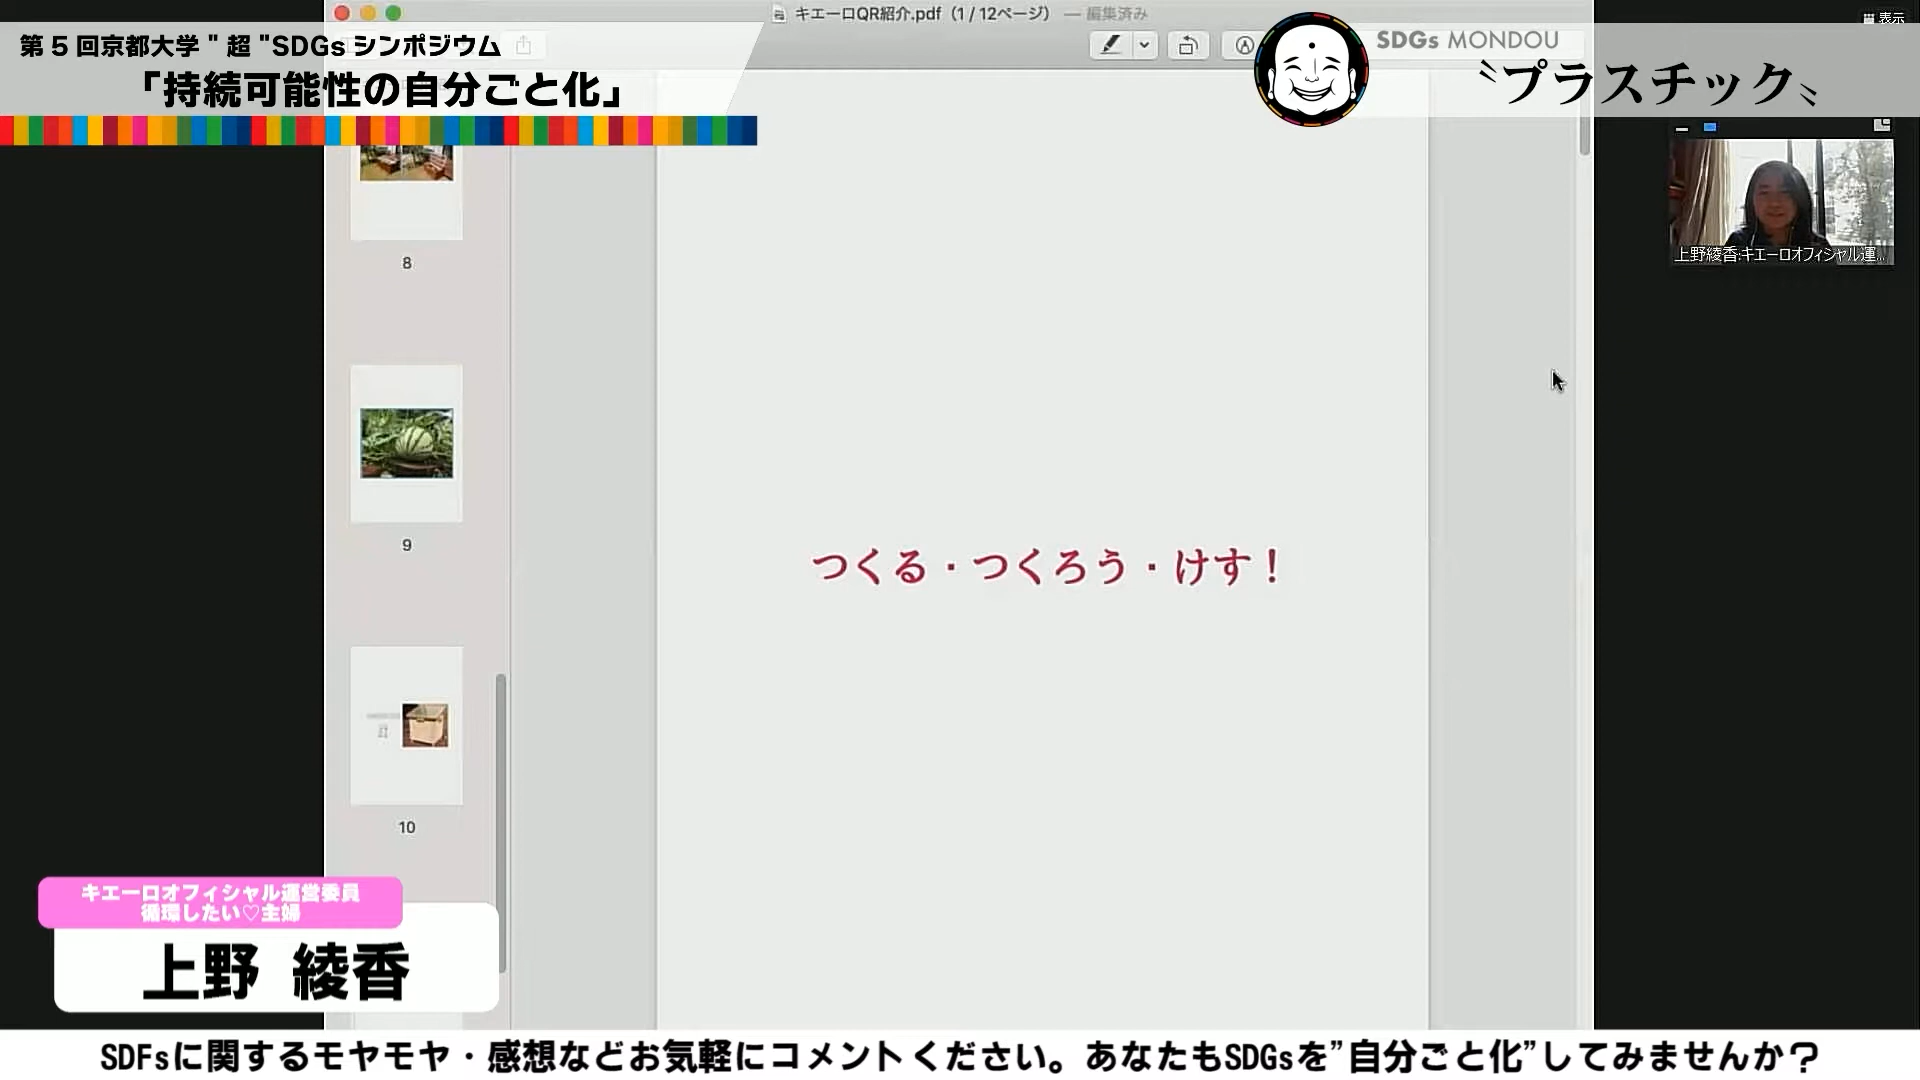 キエーロQR紹介.pdf（1 / 12ページ） — 編集済み
表示
第５回京都大学＂超＂SDGsシンポジウム
「持続可能性の自分ごと化」
SDGs MONDOU
〝プラスチック〟
上野綾香:キエーロオフィシャル運...
8
9
10
つくる・つくろう・けす！
キエーロオフィシャル運営委員
循環したい♡主婦
上野 綾香
SDFsに関するモヤモヤ・感想などお気軽にコメントください。あなたもSDGsを”自分ごと化”してみませんか？